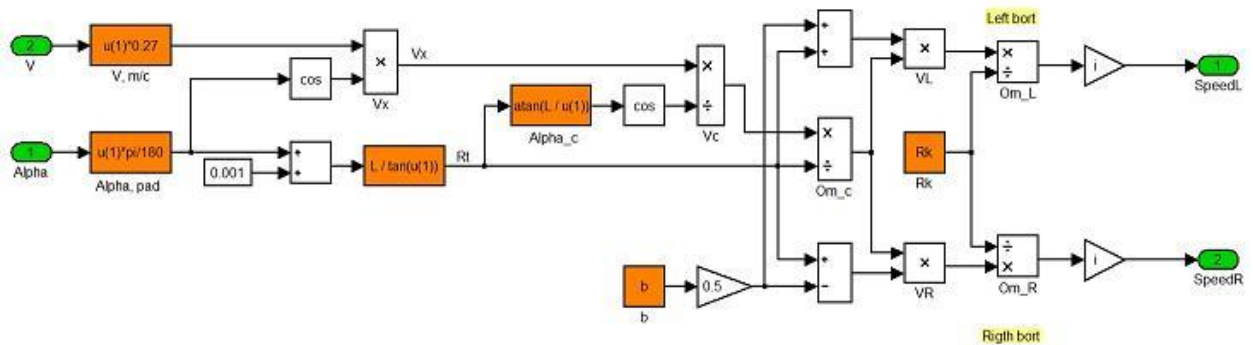 Left bort
2
V
u(1)*0.27
V, m/c
cos
×
Vx
Vx
atan(L / u(1))
Alpha_c
cos
×
÷
Vc
+
+
×
VL
×
÷
Om_L
i
1
SpeedL
1
Alpha
u(1)*pi/180
Alpha, pad
0.001
+
+
L / tan(u(1))
Rt
×
÷
Om_c
Rk
Rk
b
b
0.5
+
−
×
VR
÷
×
Om_R
i
2
SpeedR
Rigth bort